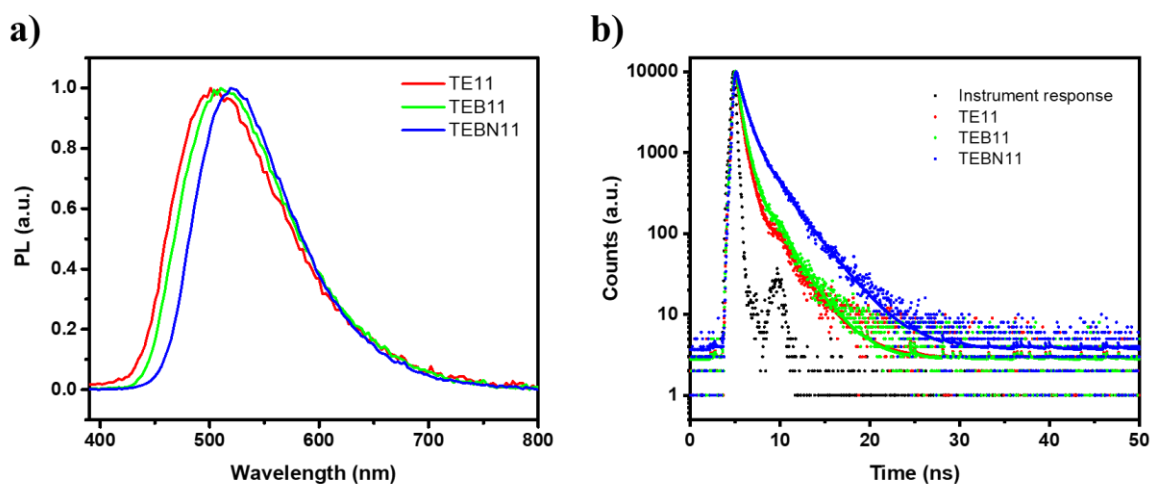 a)
PL (a.u.)
1.0
0.8
0.6
0.4
0.2
0.0
TE11
TEB11
TEBN11
400
500
600
700
800
Wavelength (nm)
b)
Counts (a.u.)
10000
1000
100
10
1
Instrument response
TE11
TEB11
TEBN11
0
10
20
30
40
50
Time (ns)